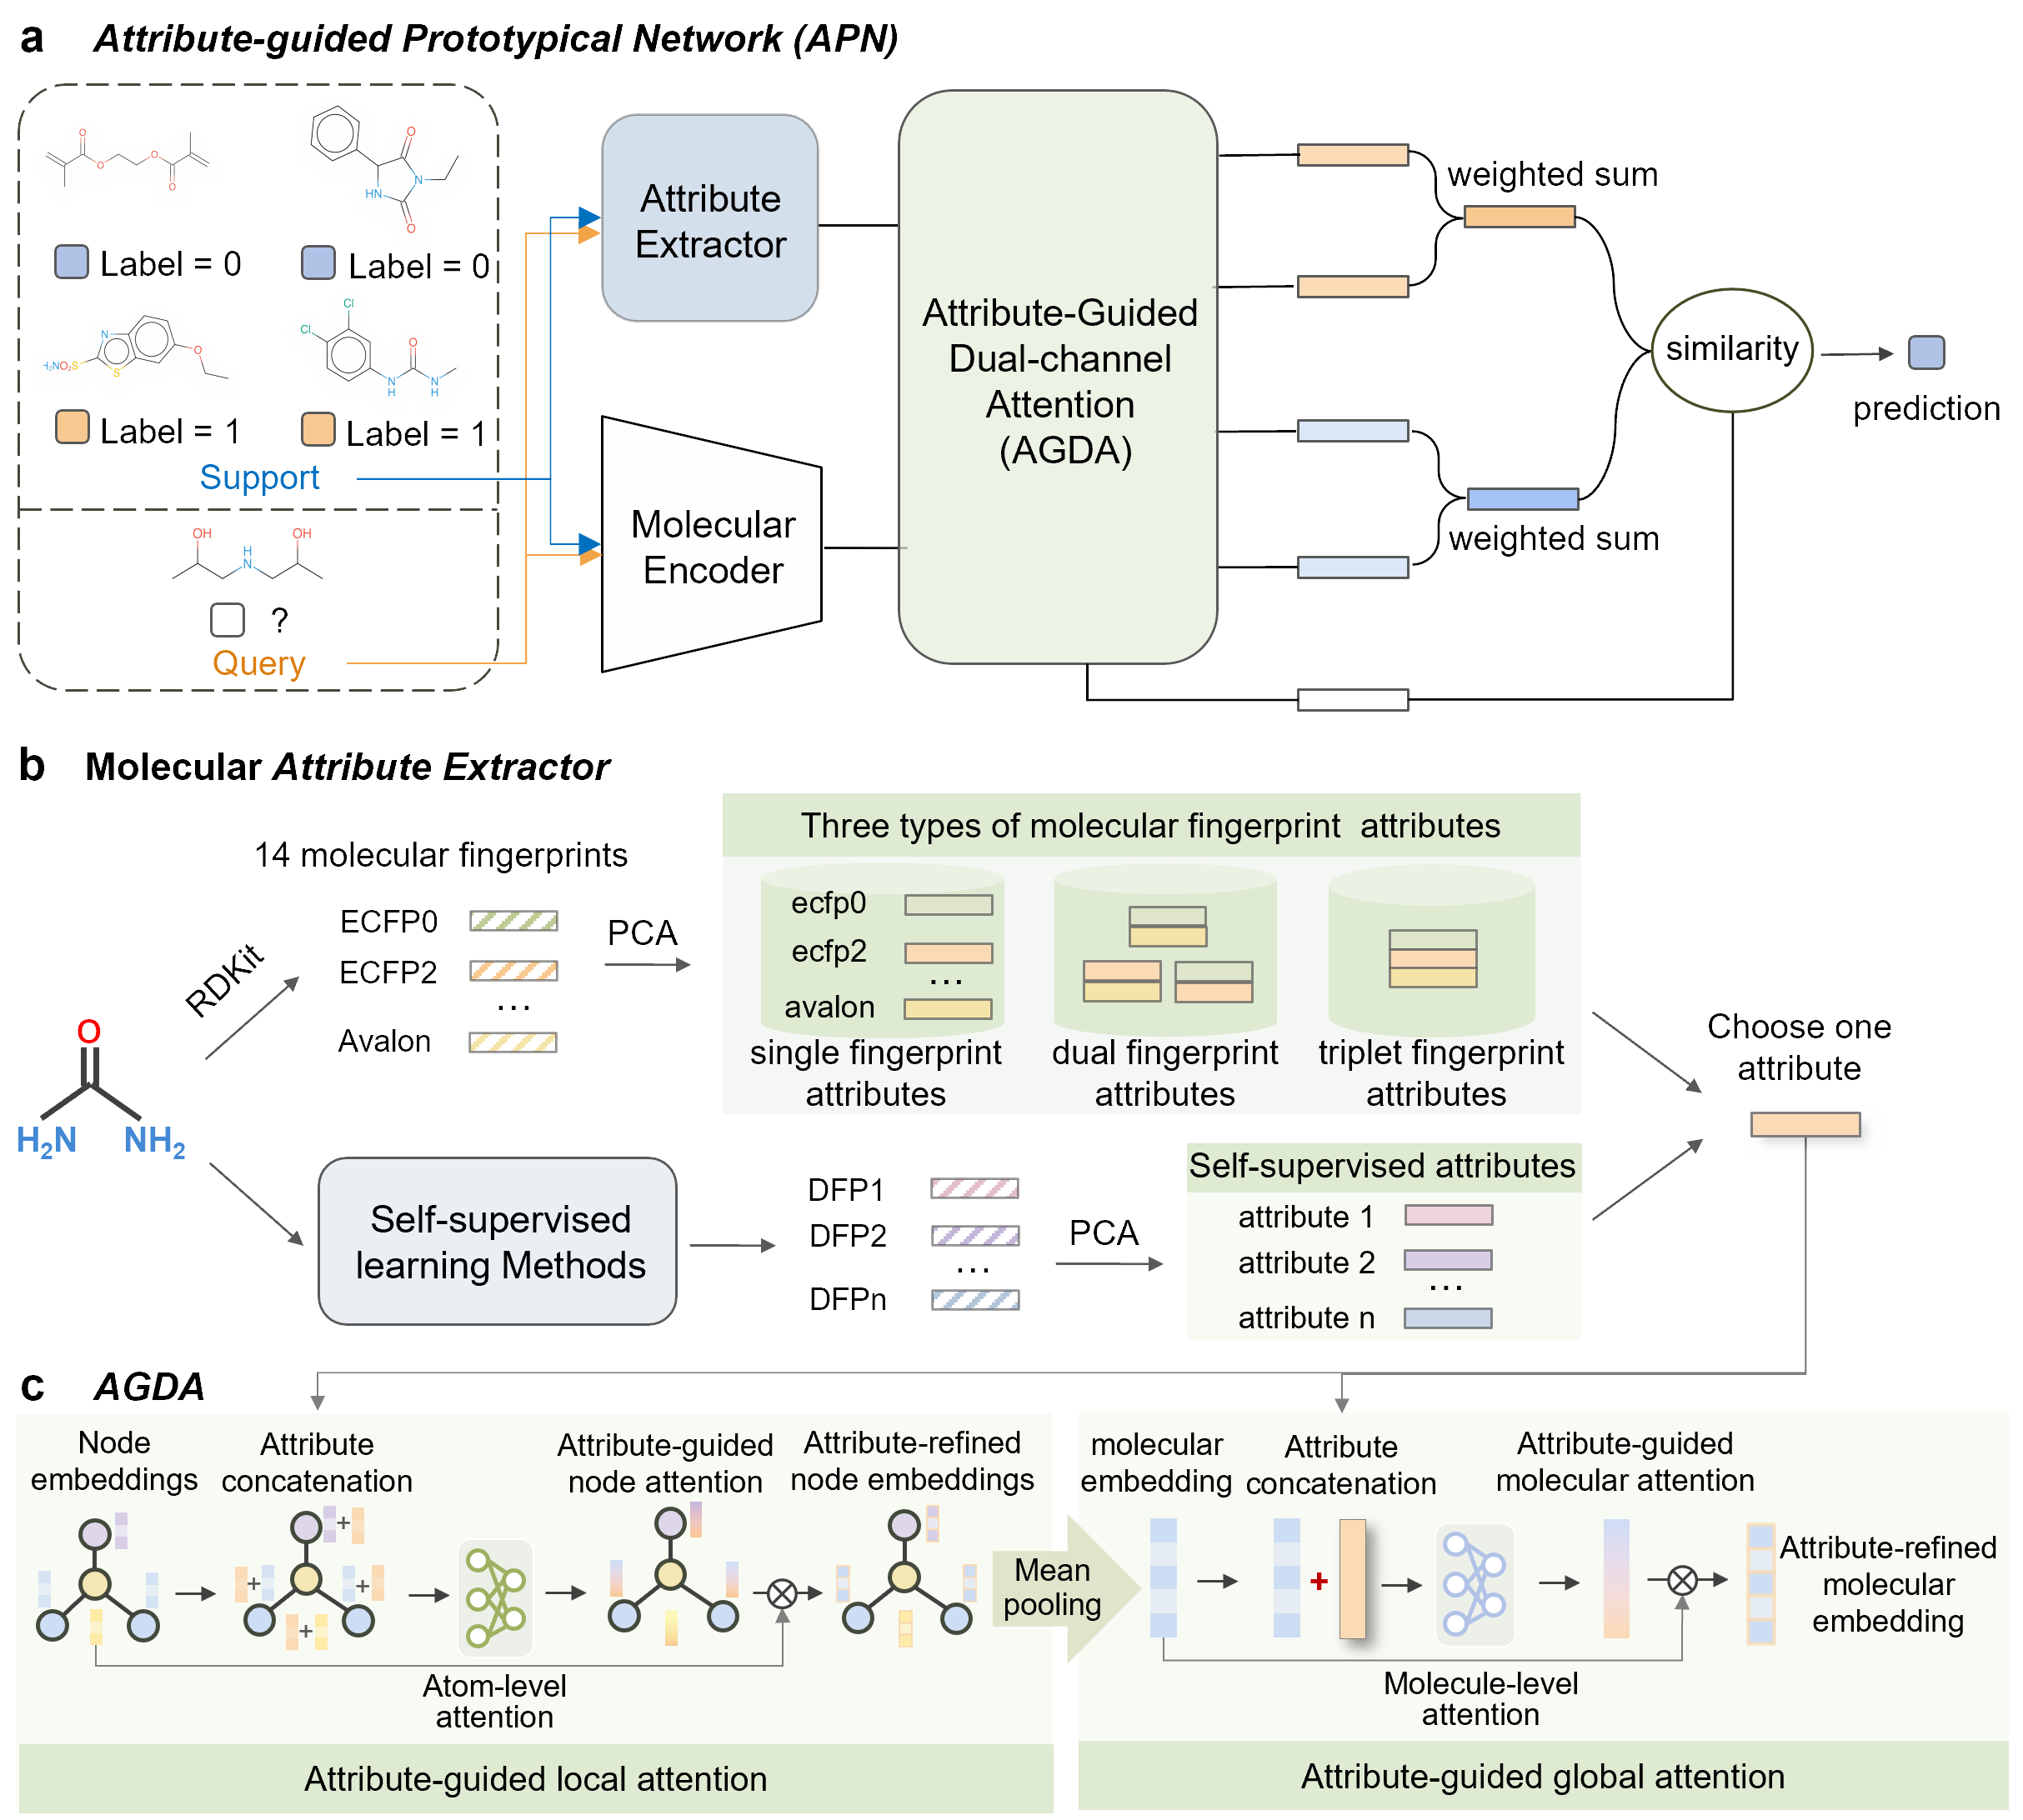 a Attribute-guided Prototypical Network (APN)
O
O
O
O
O
N
HN
O
Label = 0
Label = 0
N
H2NO2S
S
O
Cl
Cl
O
N
H
N
H
Label = 1
Label = 1
Support
OH
H
N
OH
?
Query
Attribute
Extractor
Molecular
Encoder
Attribute-Guided
Dual-channel
Attention
(AGDA)
weighted sum
weighted sum
similarity
prediction
b Molecular Attribute Extractor
O
H2N
NH2
RDKit
14 molecular fingerprints
ECFP0
ECFP2
...
Avalon
PCA
Three types of molecular fingerprint attributes
ecfp0
ecfp2
...
avalon
single fingerprint
attributes
dual fingerprint
attributes
triplet fingerprint
attributes
Self-supervised
learning Methods
DFP1
DFP2
...
DFPn
PCA
Self-supervised attributes
attribute 1
attribute 2
...
attribute n
Choose one
attribute
c AGDA
Node
embeddings
Attribute
concatenation
+
+
+
+
Attribute-guided
node attention
Attribute-refined
node embeddings
Atom-level
attention
Attribute-guided local attention
Mean
pooling
molecular
embedding
Attribute
concatenation
+
Attribute-guided
molecular attention
Attribute-refined
molecular
embedding
Molecule-level
attention
Attribute-guided global attention